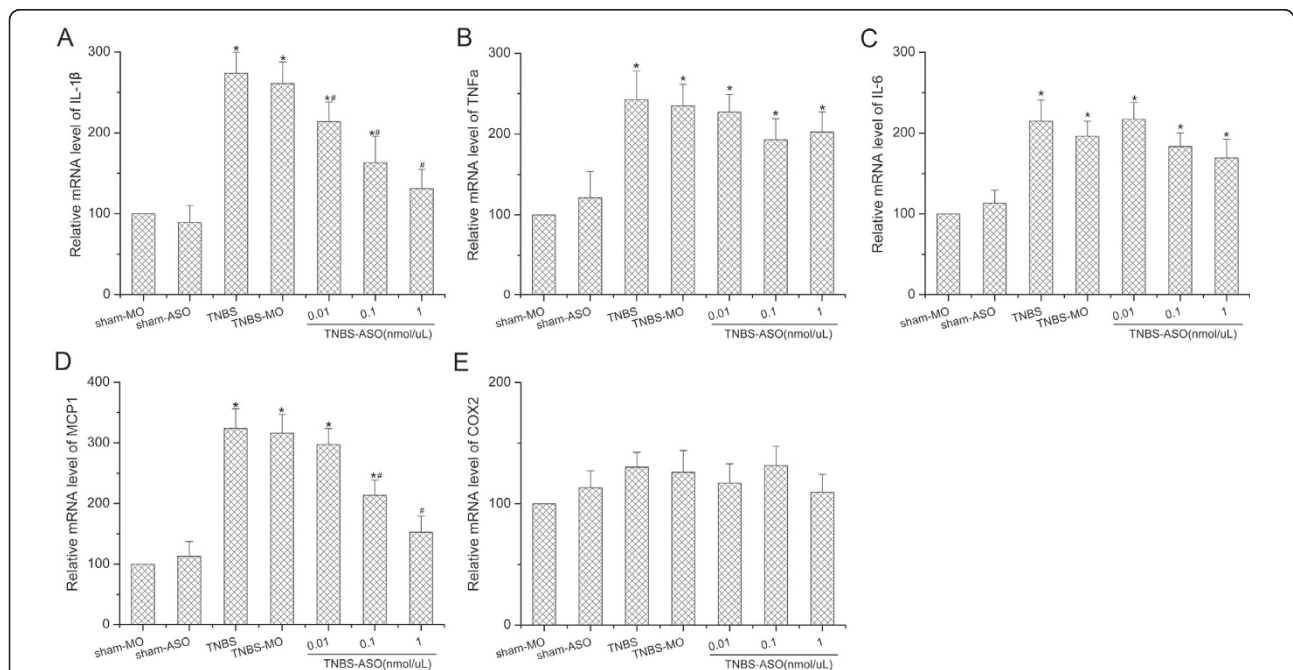 A
Relative mRNA level of IL-1β
300
200
100
0
* * *# *# #
sham-MO sham-ASO TNBS TNBS-MO 0.01 0.1 1
TNBS-ASO(nmol/uL)
B
Relative mRNA level of TNFa
300
200
100
0
* * * * *
sham-MO sham-ASO TNBS TNBS-MO 0.01 0.1 1
TNBS-ASO(nmol/uL)
C
Relative mRNA level of IL-6
300
200
100
0
* * * * *
sham-MO sham-ASO TNBS TNBS-MO 0.01 0.1 1
TNBS-ASO(nmol/uL)
D
Relative mRNA level of MCP1
400
300
200
100
0
* * * *# #
sham-MO sham-ASO TNBS TNBS-MO 0.01 0.1 1
TNBS-ASO(nmol/uL)
E
Relative mRNA level of COX2
200
100
0
sham-MO sham-ASO TNBS TNBS-MO 0.01 0.1 1
TNBS-ASO(nmol/uL)